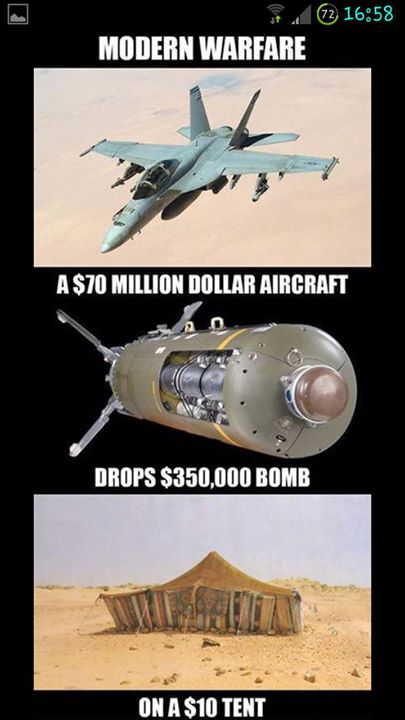 72 16:58
MODERN WARFARE
A $70 MILLION DOLLAR AIRCRAFT
DROPS $350,000 BOMB
ON A $10 TENT